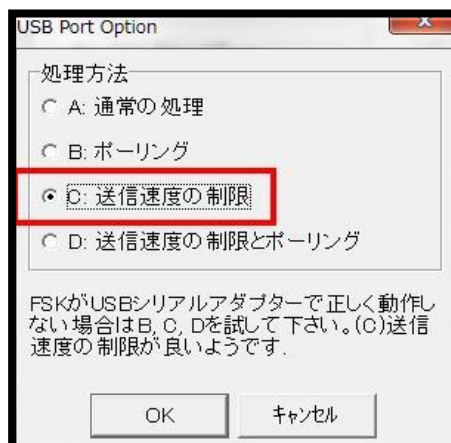 USB Port Option
処理方法
A: 通常の処理
B: ポーリング
C: 送信速度の制限
D: 送信速度の制限とポーリング
FSKがUSBシリアルアダプターで正しく動作し
ない場合はB, C, Dを試して下さい。(C)送信
速度の制限が良いようです.
OK
キャンセル